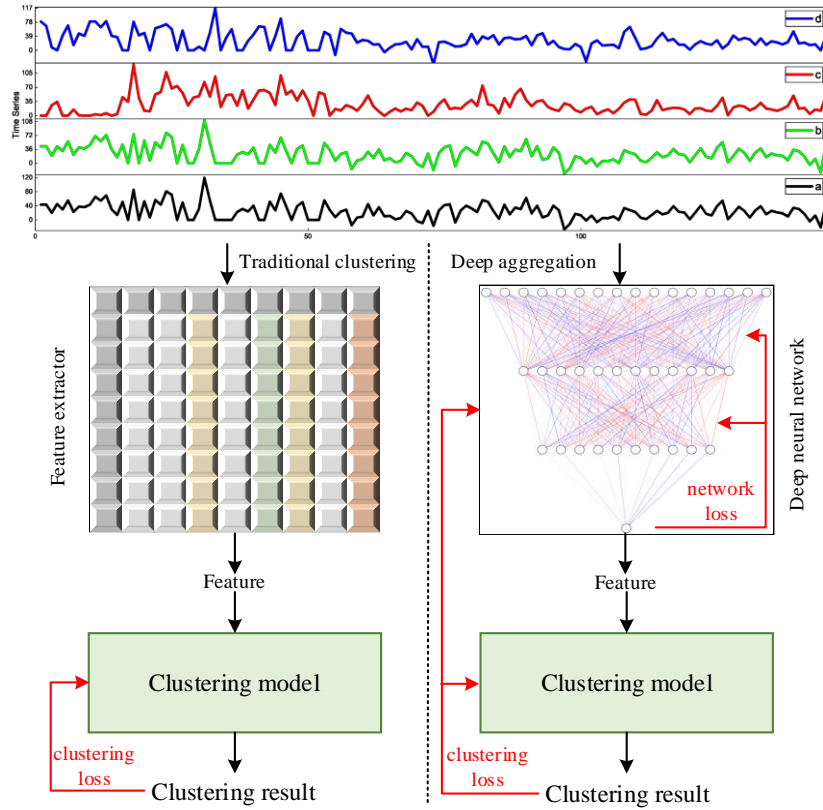 117
78
39
0
d
105
70
35
0
c
Time Series
108
72
36
0
b
120
80
40
0
a
0
50
100
Traditional clustering
Deep aggregation
Feature extractor
Deep neural network
network
loss
Feature
Feature
Clustering model
Clustering model
clustering
loss
clustering
loss
Clustering result
Clustering result